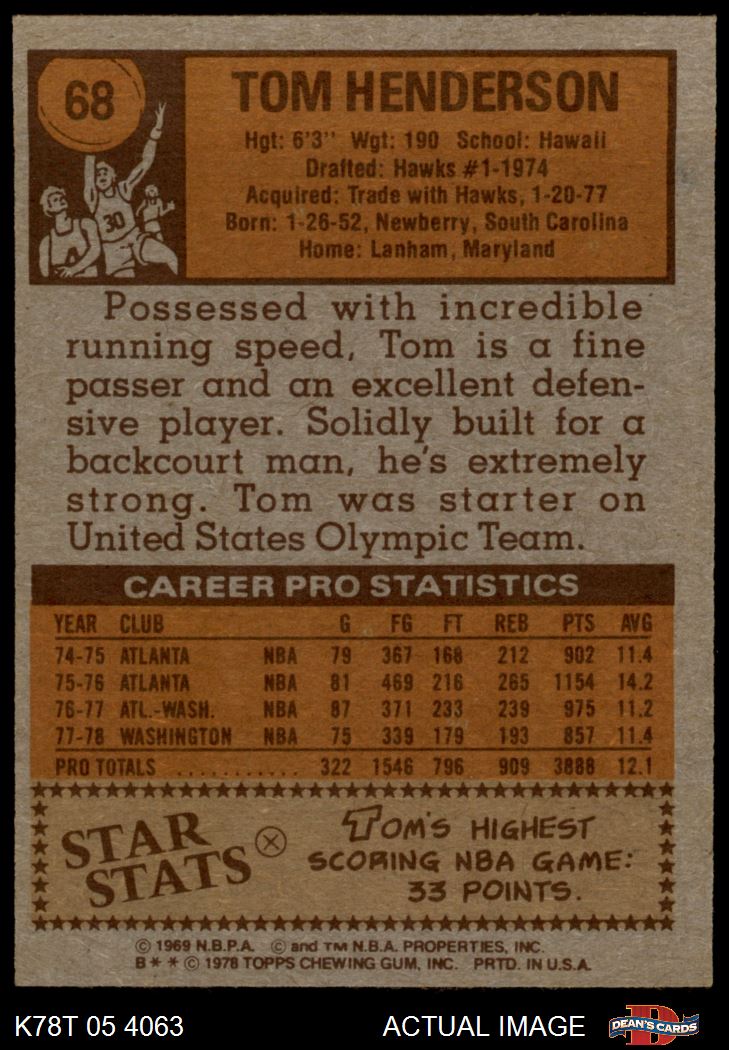 68
TOM HENDERSON
Hgt: 6'3" Wgt: 190 School: Hawaii
Drafted: Hawks #1-1974
Acquired: Trade with Hawks, 1-20-77
Born: 1-26-52, Newberry, South Carolina
Home: Lanham, Maryland
30
Possessed with incredible
running speed, Tom is a fine
passer and an excellent defen-
sive player. Solidly built for a
backcourt man, he's extremely
strong. Tom was starter on
United States Olympic Team.
CAREER PRO STATISTICS
YEAR CLUB G FG FT REB PTS AVG
74-75 ATLANTA NBA 79 367 168 212 902 11.4
75-76 ATLANTA NBA 81 469 216 265 1154 14.2
76-77 ATL.-WASH. NBA 87 371 233 239 975 11.2
77-78 WASHINGTON NBA 75 339 179 193 857 11.4
PRO TOTALS ........... 322 1546 796 909 3888 12.1
STAR
STATS
TOM'S HIGHEST
SCORING NBA GAME:
33 POINTS.
© 1969 N.B.P.A. © and TM N.B.A. PROPERTIES, INC.
B * * © 1978 TOPPS CHEWING GUM, INC. PRTD. IN U.S.A.
K78T 05 4063 ACTUAL IMAGE DEAN'S CARDS